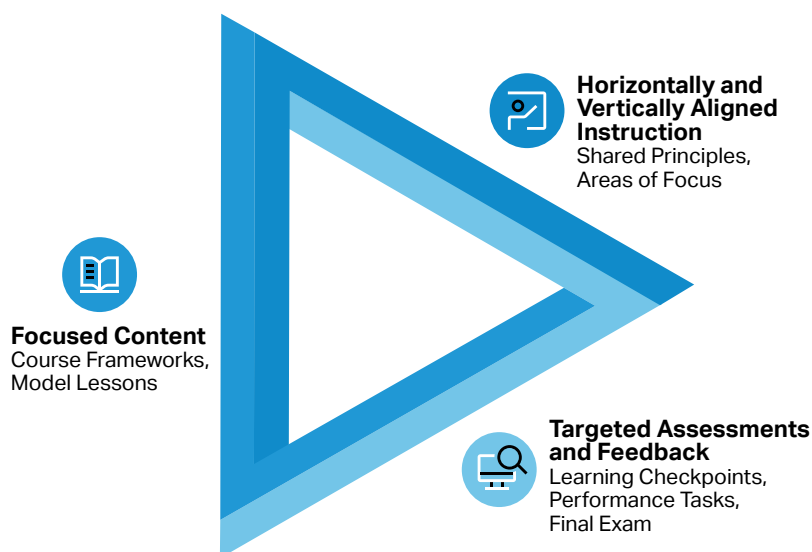 Horizontally and
Vertically Aligned
Instruction
Shared Principles,
Areas of Focus
Focused Content
Course Frameworks,
Model Lessons
Targeted Assessments
and Feedback
Learning Checkpoints,
Performance Tasks,
Final Exam